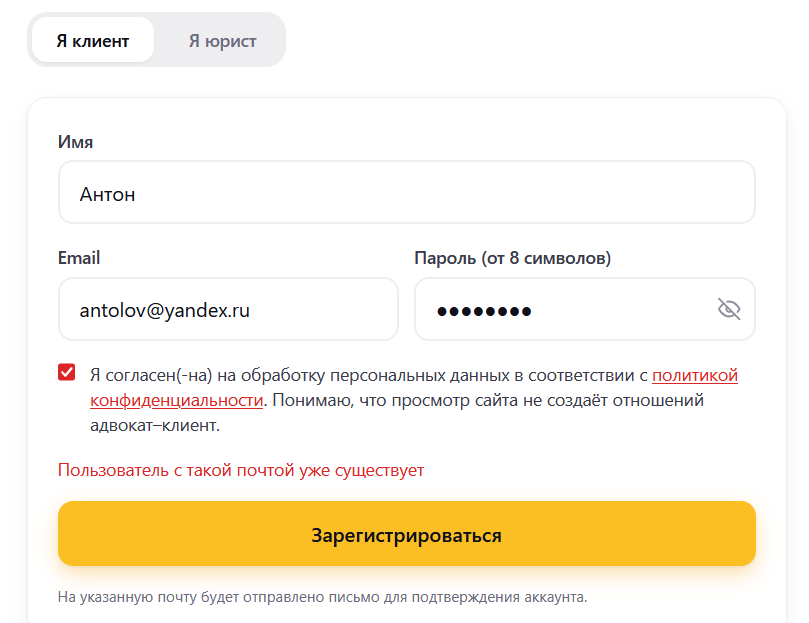 Я клиент Я юрист
Имя
Антон
Email Пароль (от 8 символов)
antolov@yandex.ru ●●●●●●●●
Я согласен(-на) на обработку персональных данных в соответствии с политикой
конфиденциальности. Понимаю, что просмотр сайта не создаёт отношений
адвокат–клиент.
Пользователь с такой почтой уже существует
Зарегистрироваться
На указанную почту будет отправлено письмо для подтверждения аккаунта.